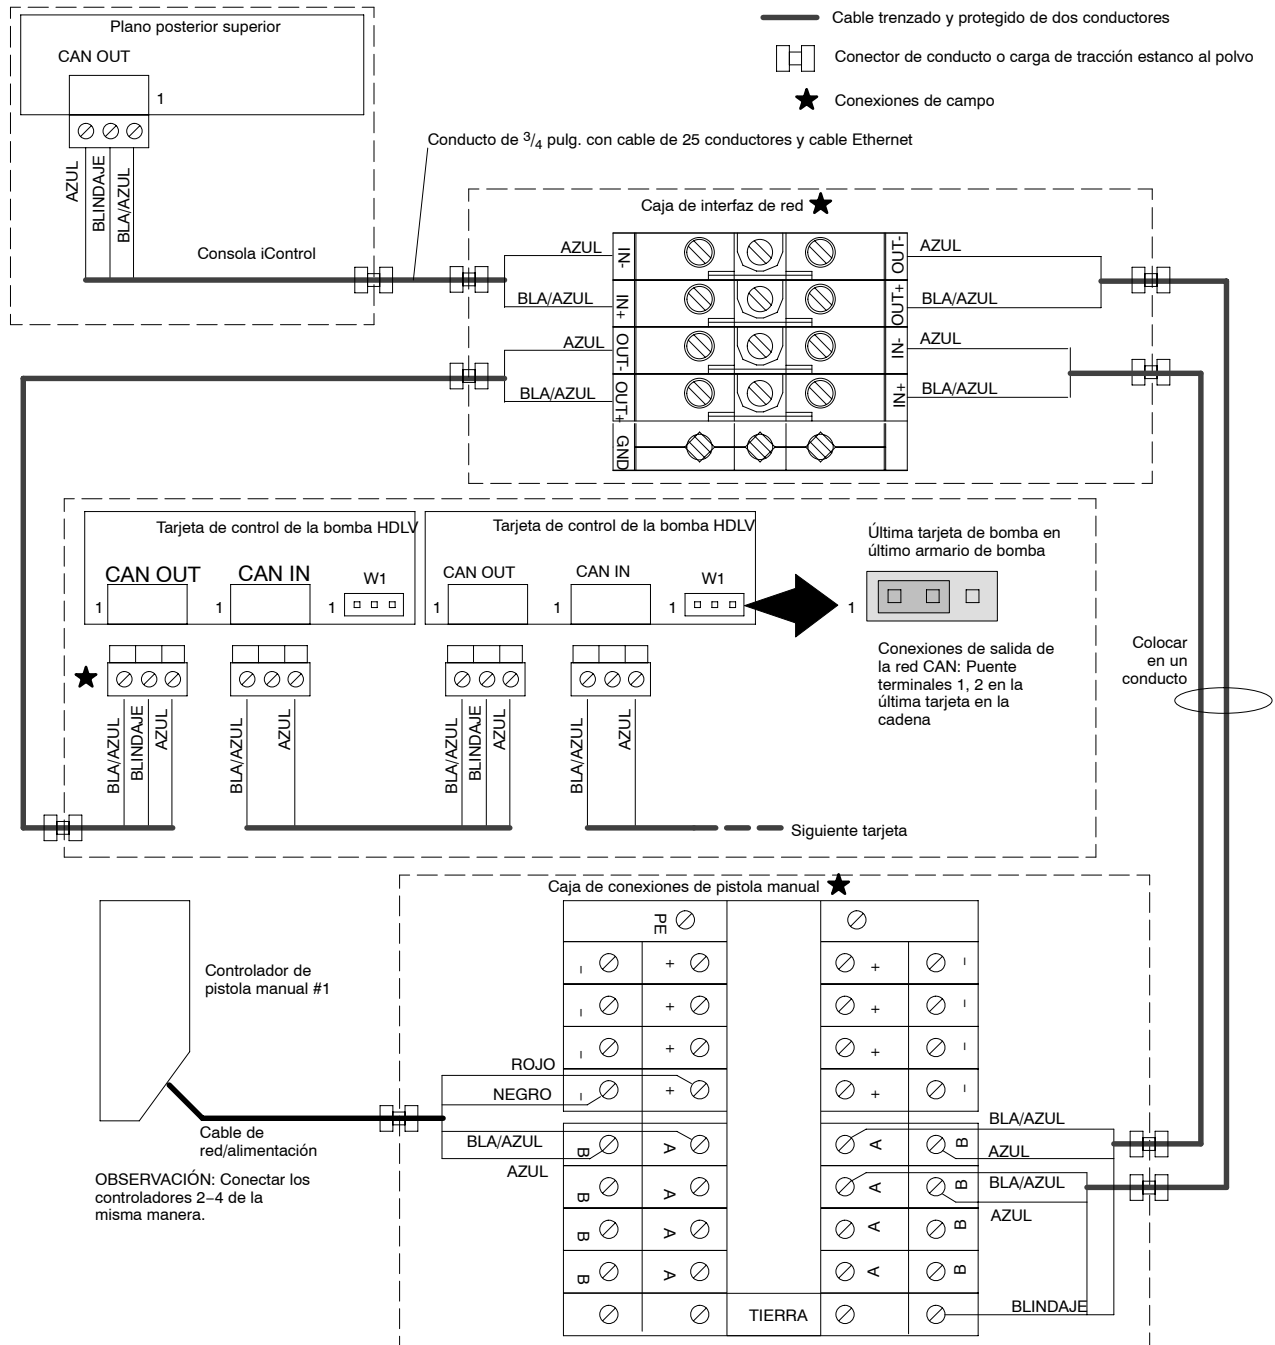 Plano posterior superior
CAN OUT
1
AZUL
BLINDAJE
BLA/AZUL
Consola iControl
Cable trenzado y protegido de dos conductores
Conector de conducto o carga de tracción estanco al polvo
Conexiones de campo
Conducto de 3/4 pulg. con cable de 25 conductores y cable Ethernet
Caja de interfaz de red
AZUL
BLA/AZUL
AZUL
BLA/AZUL
IN-
IN+
OUT-
OUT+
GND
OUT-
OUT+
IN-
IN+
AZUL
BLA/AZUL
AZUL
BLA/AZUL
Tarjeta de control de la bomba HDLV
CAN OUT
CAN IN
W1
1
1
1
Tarjeta de control de la bomba HDLV
CAN OUT
CAN IN
W1
1
1
1
Última tarjeta de bomba en
último armario de bomba
1
Conexiones de salida de
la red CAN: Puente
terminales 1, 2 en la
última tarjeta en la
cadena
Colocar
en un
conducto
BLA/AZUL
BLINDAJE
AZUL
BLA/AZUL
AZUL
BLA/AZUL
BLINDAJE
AZUL
BLA/AZUL
AZUL
Siguiente tarjeta
Caja de conexiones de pistola manual
Controlador de
pistola manual #1
Cable de
red/alimentación
OBSERVACIÓN: Conectar los
controladores 2–4 de la
misma manera.
ROJO
NEGRO
BLA/AZUL
AZUL
PE
– + + –
– + + –
– + + –
– + + –
B A A B
B A A B
B A A B
B A A B
TIERRA
BLA/AZUL
AZUL
BLA/AZUL
AZUL
BLINDAJE